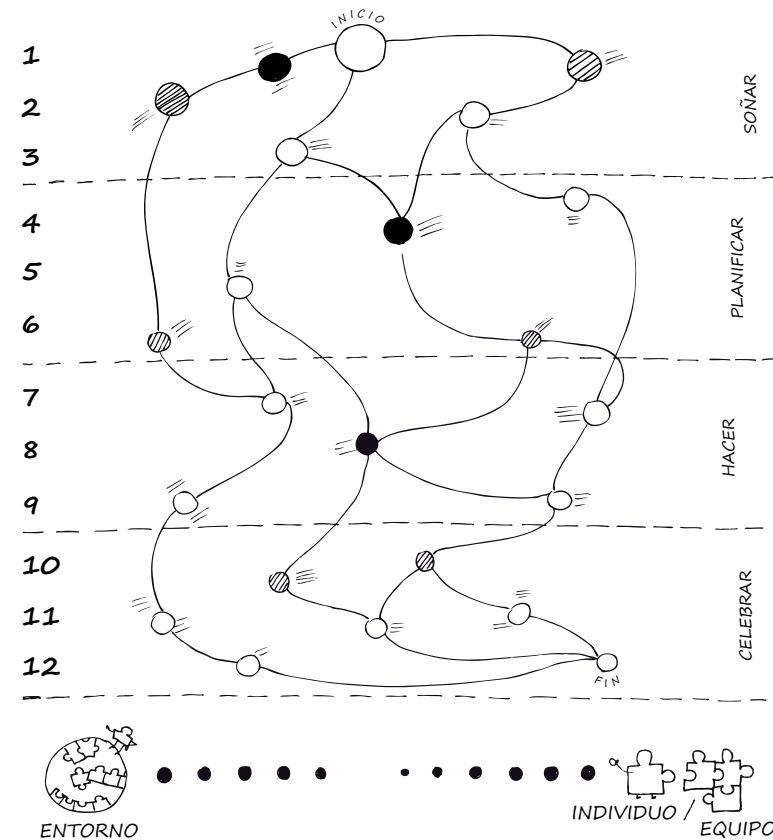 INICIO
1
2
3
SOÑAR
4
5
6
PLANIFICAR
7
8
9
HACER
10
11
12
CELEBRAR
FIN
ENTORNO
INDIVIDUO /
EQUIPO